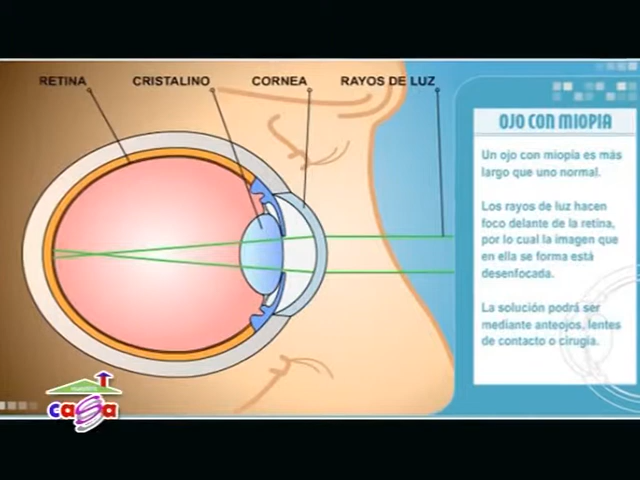 RETINA CRISTALINO CORNEA RAYOS DE LUZ
OJO CON MIOPIA
Un ojo con miopía es más
largo que uno normal.
Los rayos de luz hacen
foco delante de la retina,
por lo cual la imagen que
en ella se forma está
desenfocada.
La solución podrá ser
mediante anteojos, lentes
de contacto o cirugía.
casa